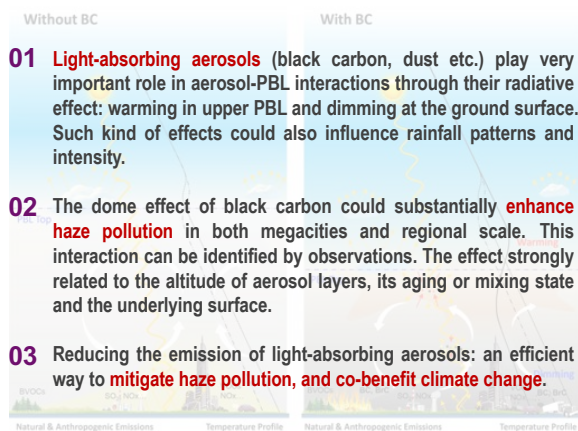 Without BC
With BC
01 Light-absorbing aerosols (black carbon, dust etc.) play very
important role in aerosol-PBL interactions through their radiative
effect: warming in upper PBL and dimming at the ground surface.
Such kind of effects could also influence rainfall patterns and
intensity.
02 The dome effect of black carbon could substantially enhance
haze pollution in both megacities and regional scale. This
interaction can be identified by observations. The effect strongly
related to the altitude of aerosol layers, its aging or mixing state
and the underlying surface.
Warming
03 Reducing the emission of light-absorbing aerosols: an efficient
way to mitigate haze pollution, and co-benefit climate change.
Dimming
BVOCs
Natural & Anthropogenic Emissions
Temperature Profile
Natural & Anthropogenic Emissions
Temperature Profile